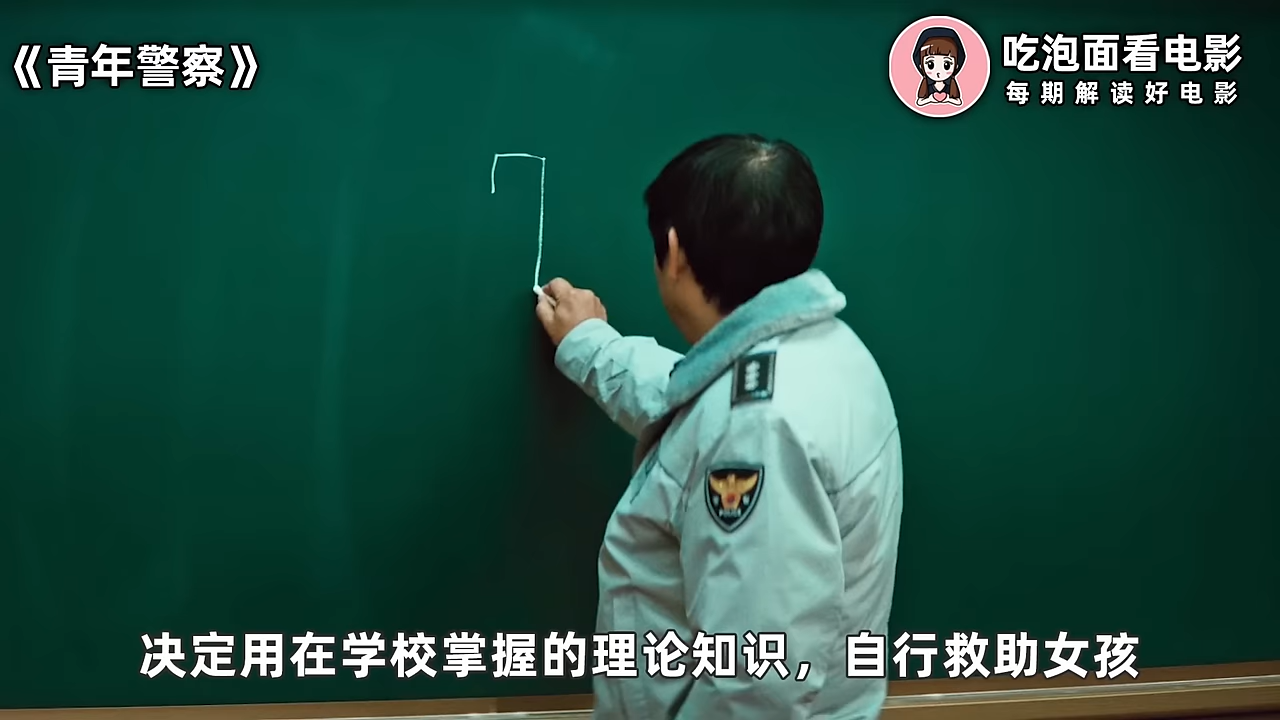 《青年警察》
吃泡面看电影
每期解读好电影
决定用在学校掌握的理论知识，自行救助女孩